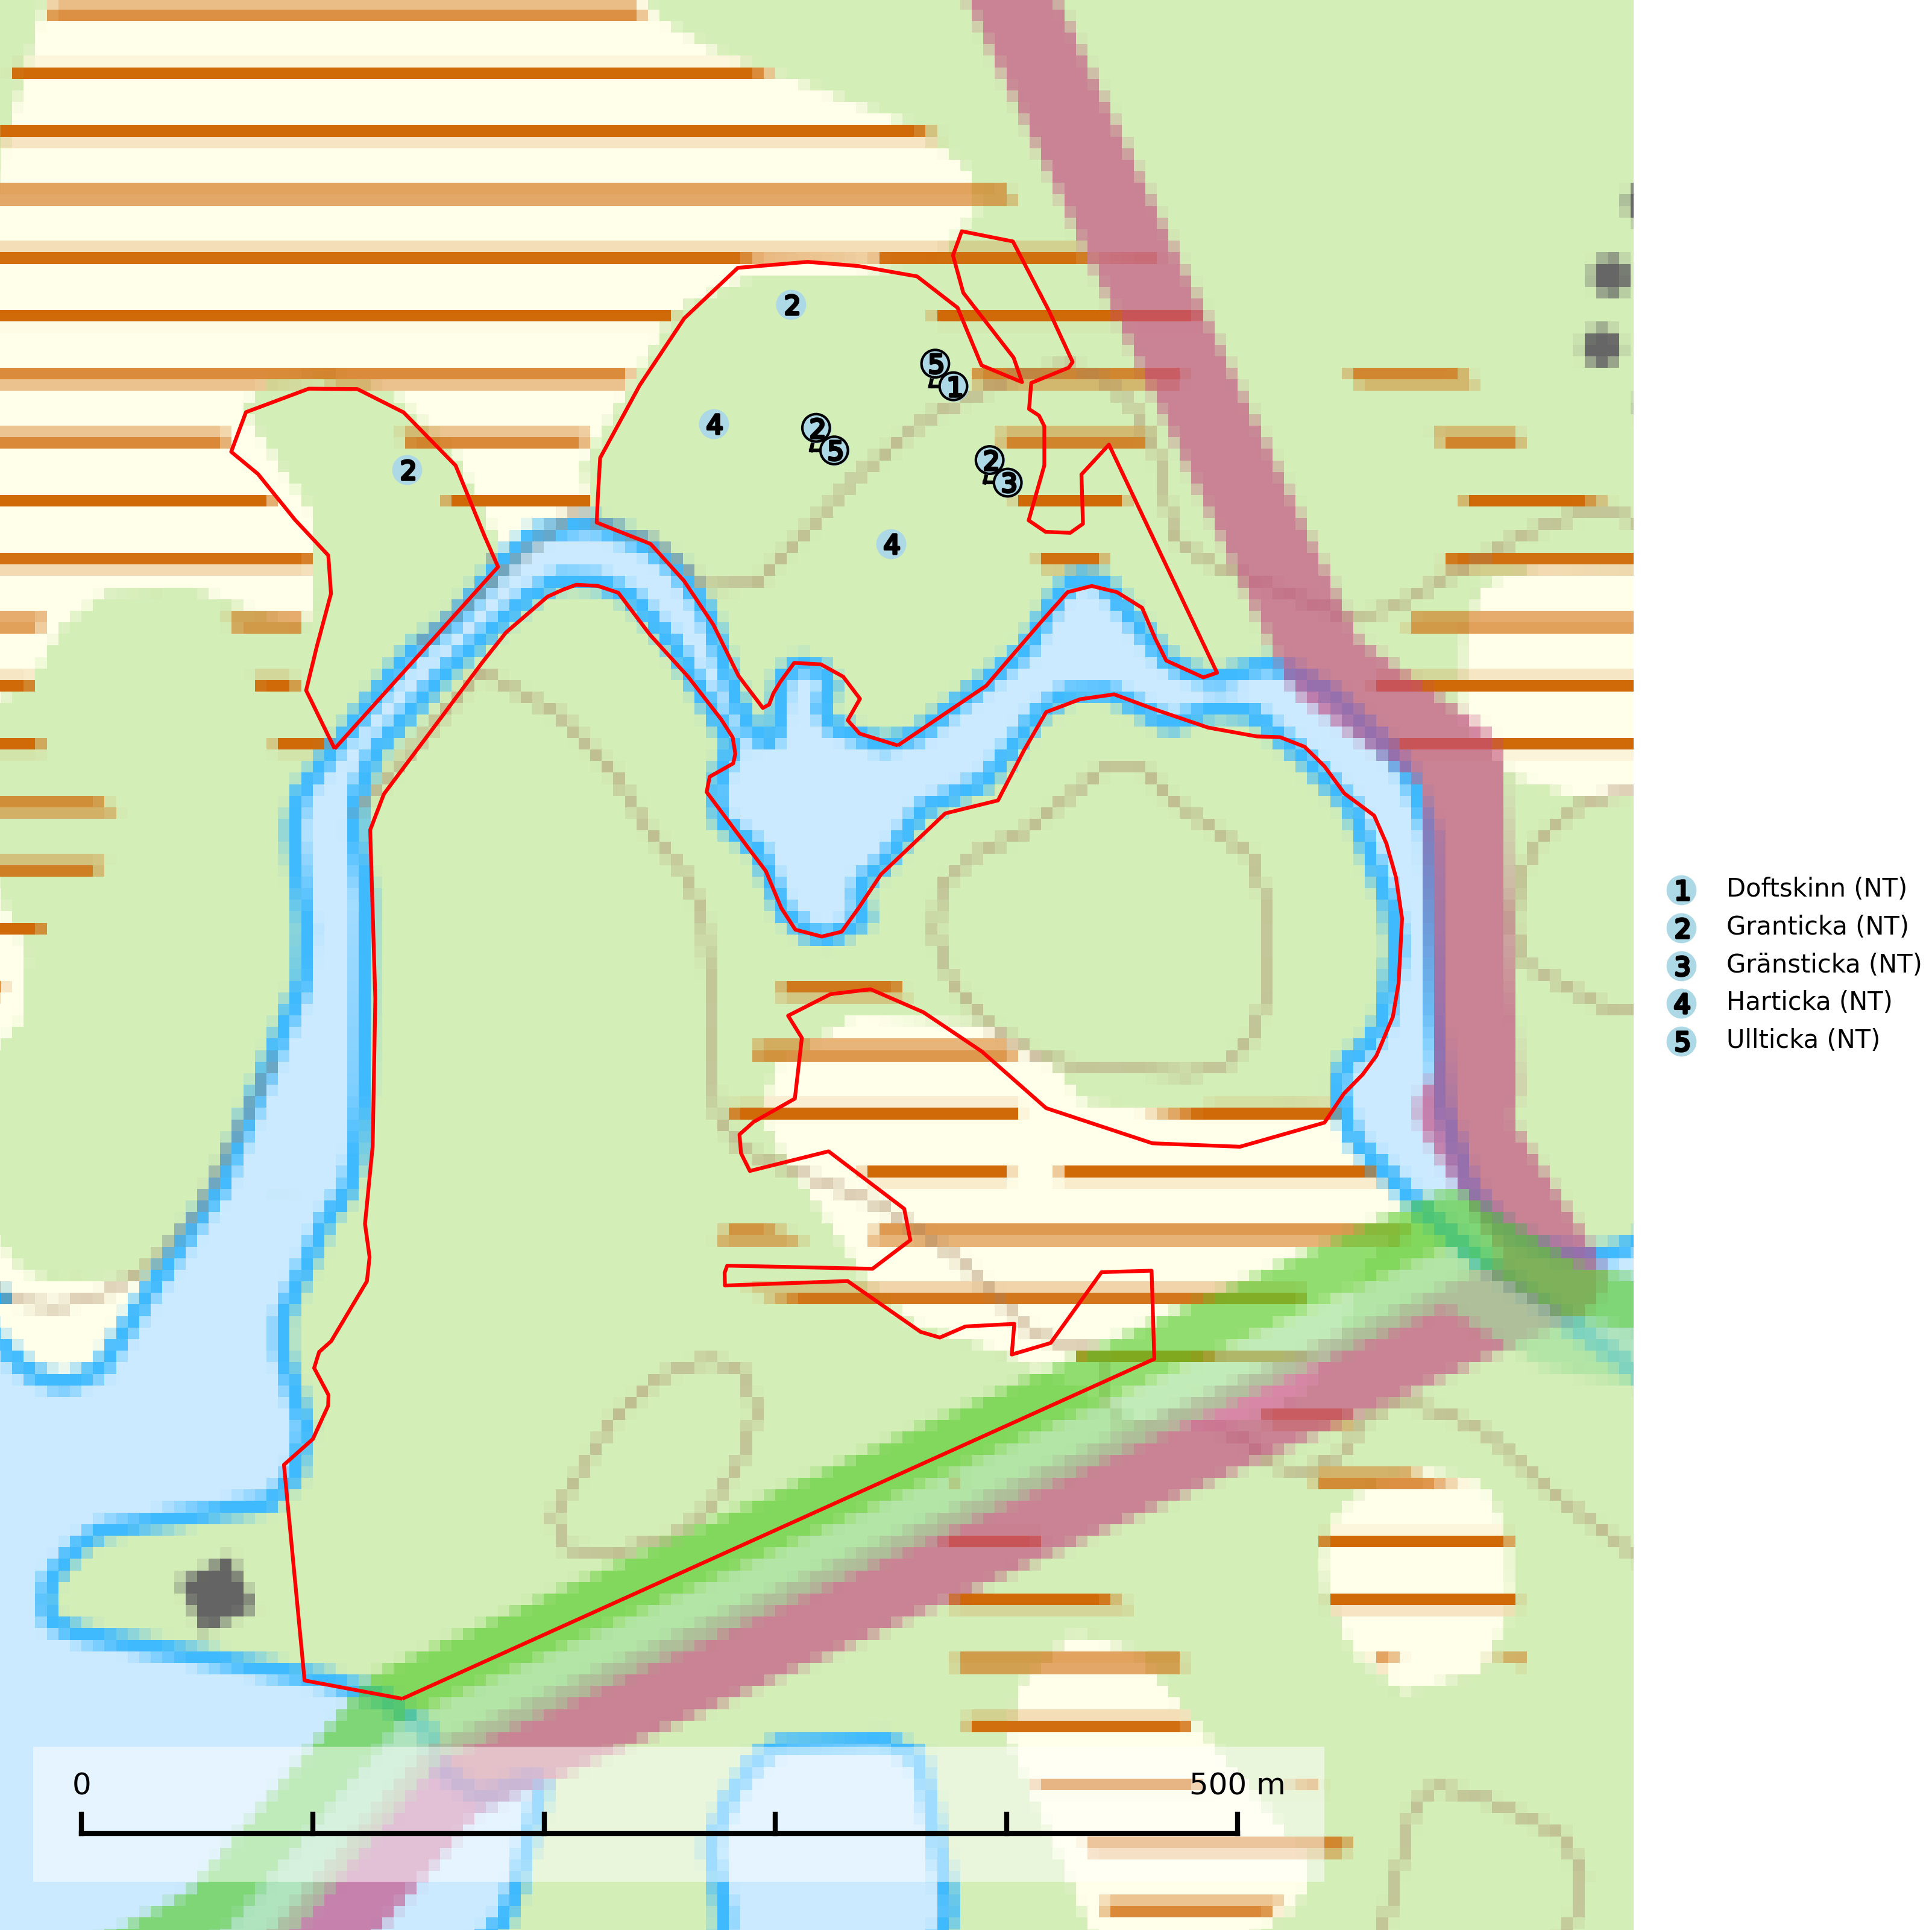 2
5
1
4
2
5
2
2
3
4
1 Doftskinn (NT)
2 Granticka (NT)
3 Gränsticka (NT)
4 Harticka (NT)
5 Ullticka (NT)
0 500 m